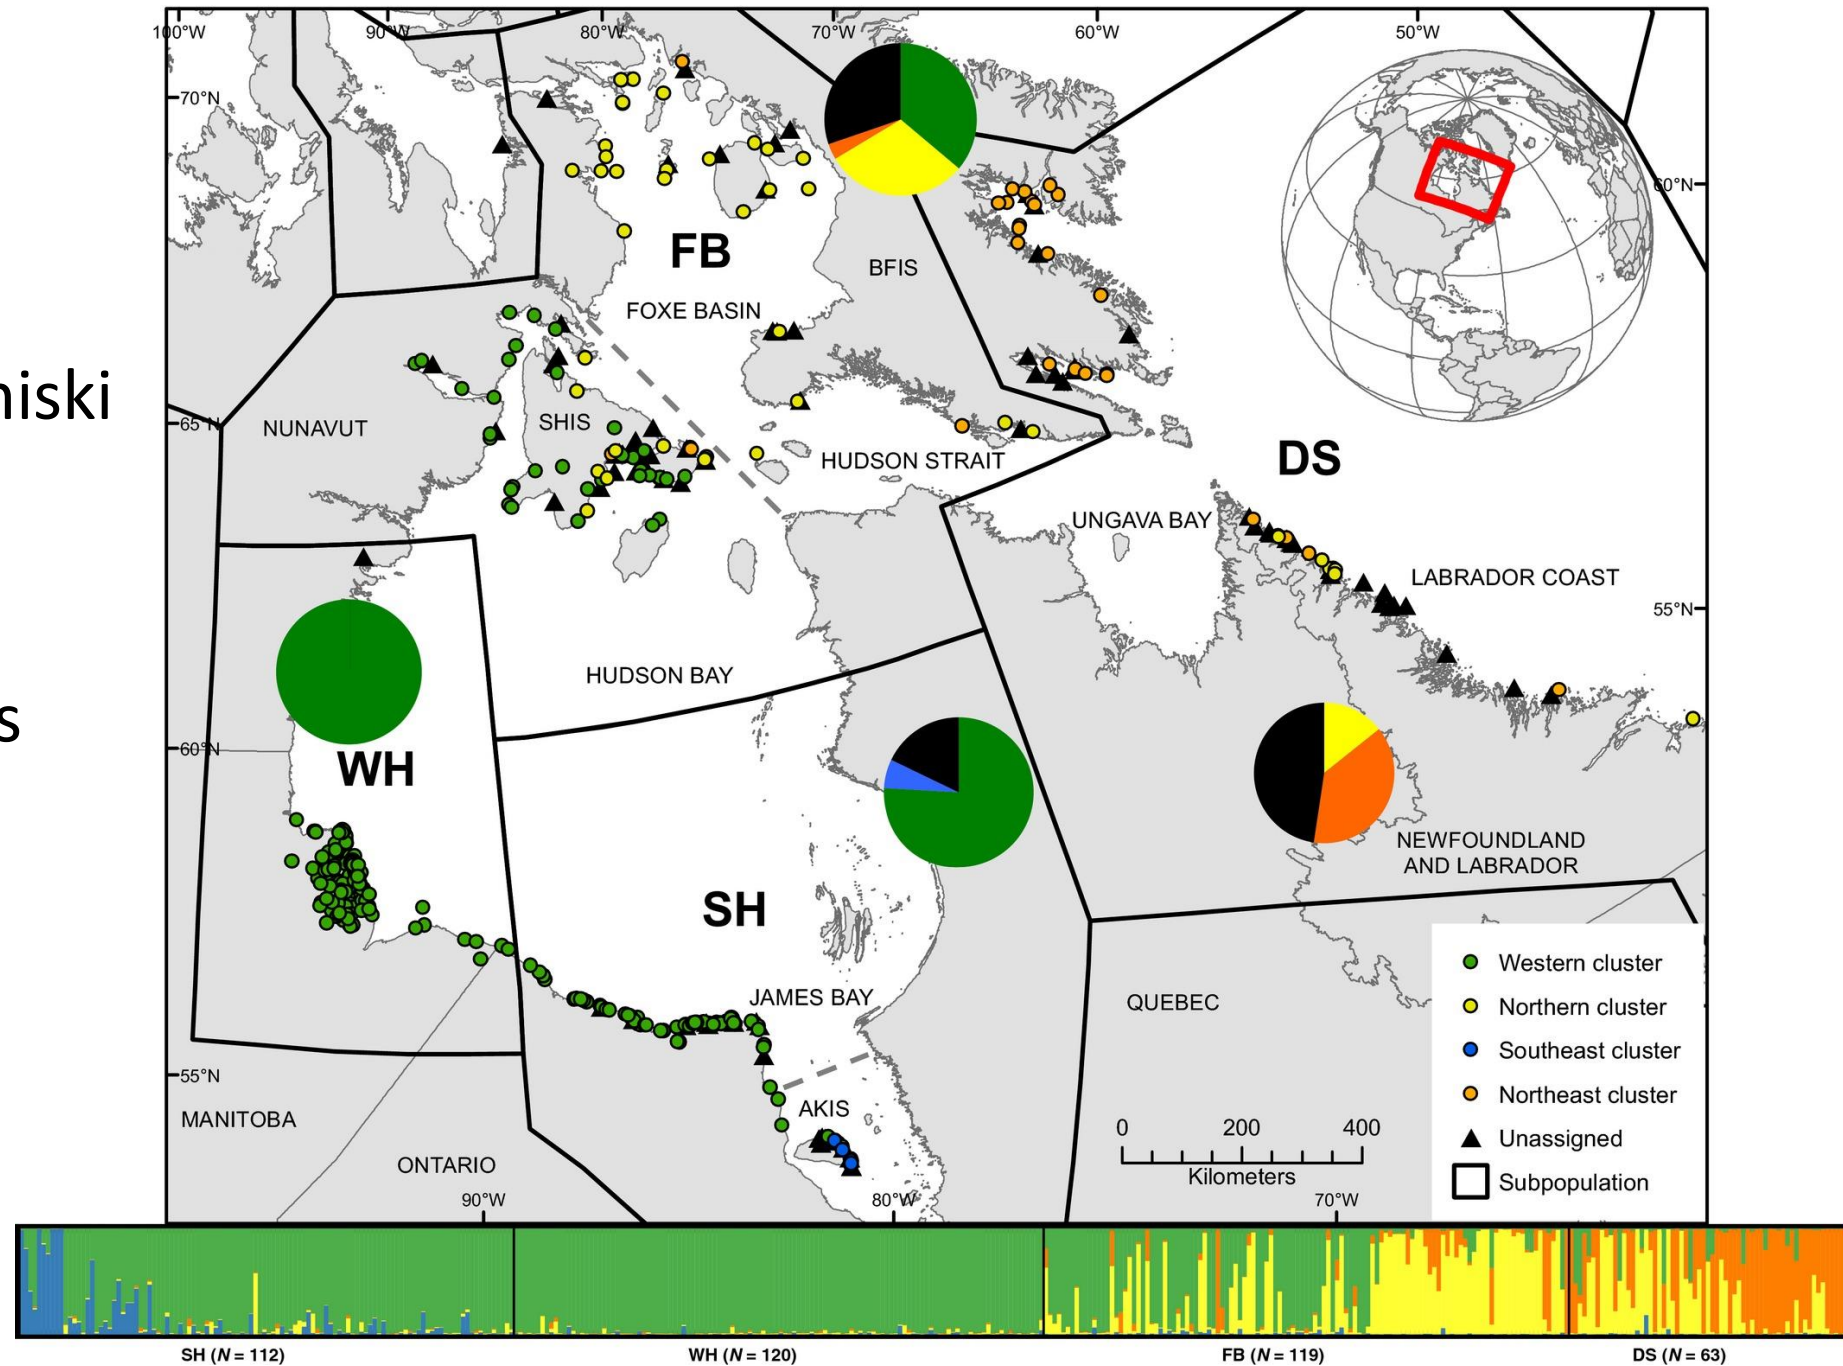 100°W 90°W 80°W 70°W 60°W 50°W
70°N
60°N
FB
BFIS
FOXE BASIN
niski
NUNAVUT
SHIS
65°N
HUDSON STRAIT
DS
UNGAVA BAY
LABRADOR COAST
55°N
HUDSON BAY
s
60°N
WH
NEWFOUNDLAND
AND LABRADOR
SH
JAMES BAY
QUEBEC
55°N
MANITOBA
AKIS
ONTARIO
0 200 400
Kilometers
90°W 80°W 70°W
Western cluster
Northern cluster
Southeast cluster
Northeast cluster
Unassigned
Subpopulation
SH (N = 112) WH (N = 120) FB (N = 119) DS (N = 63)